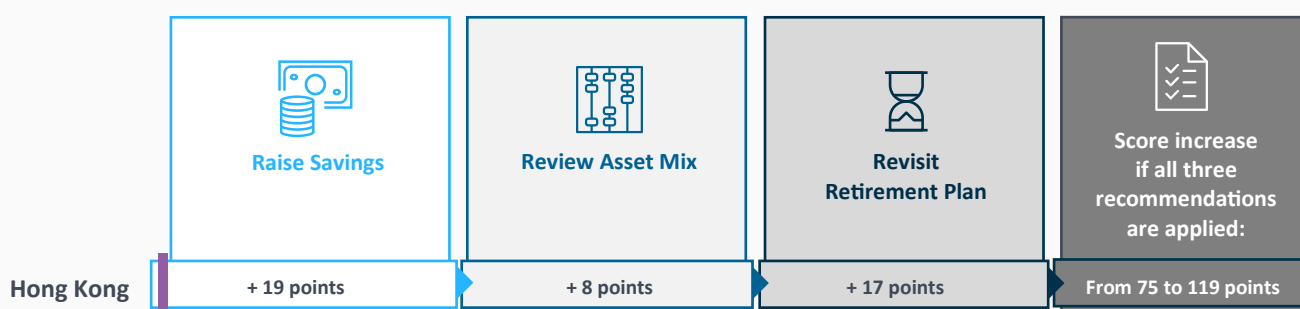 Raise Savings
Review Asset Mix
Revisit
Retirement Plan
Score increase
if all three
recommendations
are applied:
Hong Kong
+ 19 points
+ 8 points
+ 17 points
From 75 to 119 points